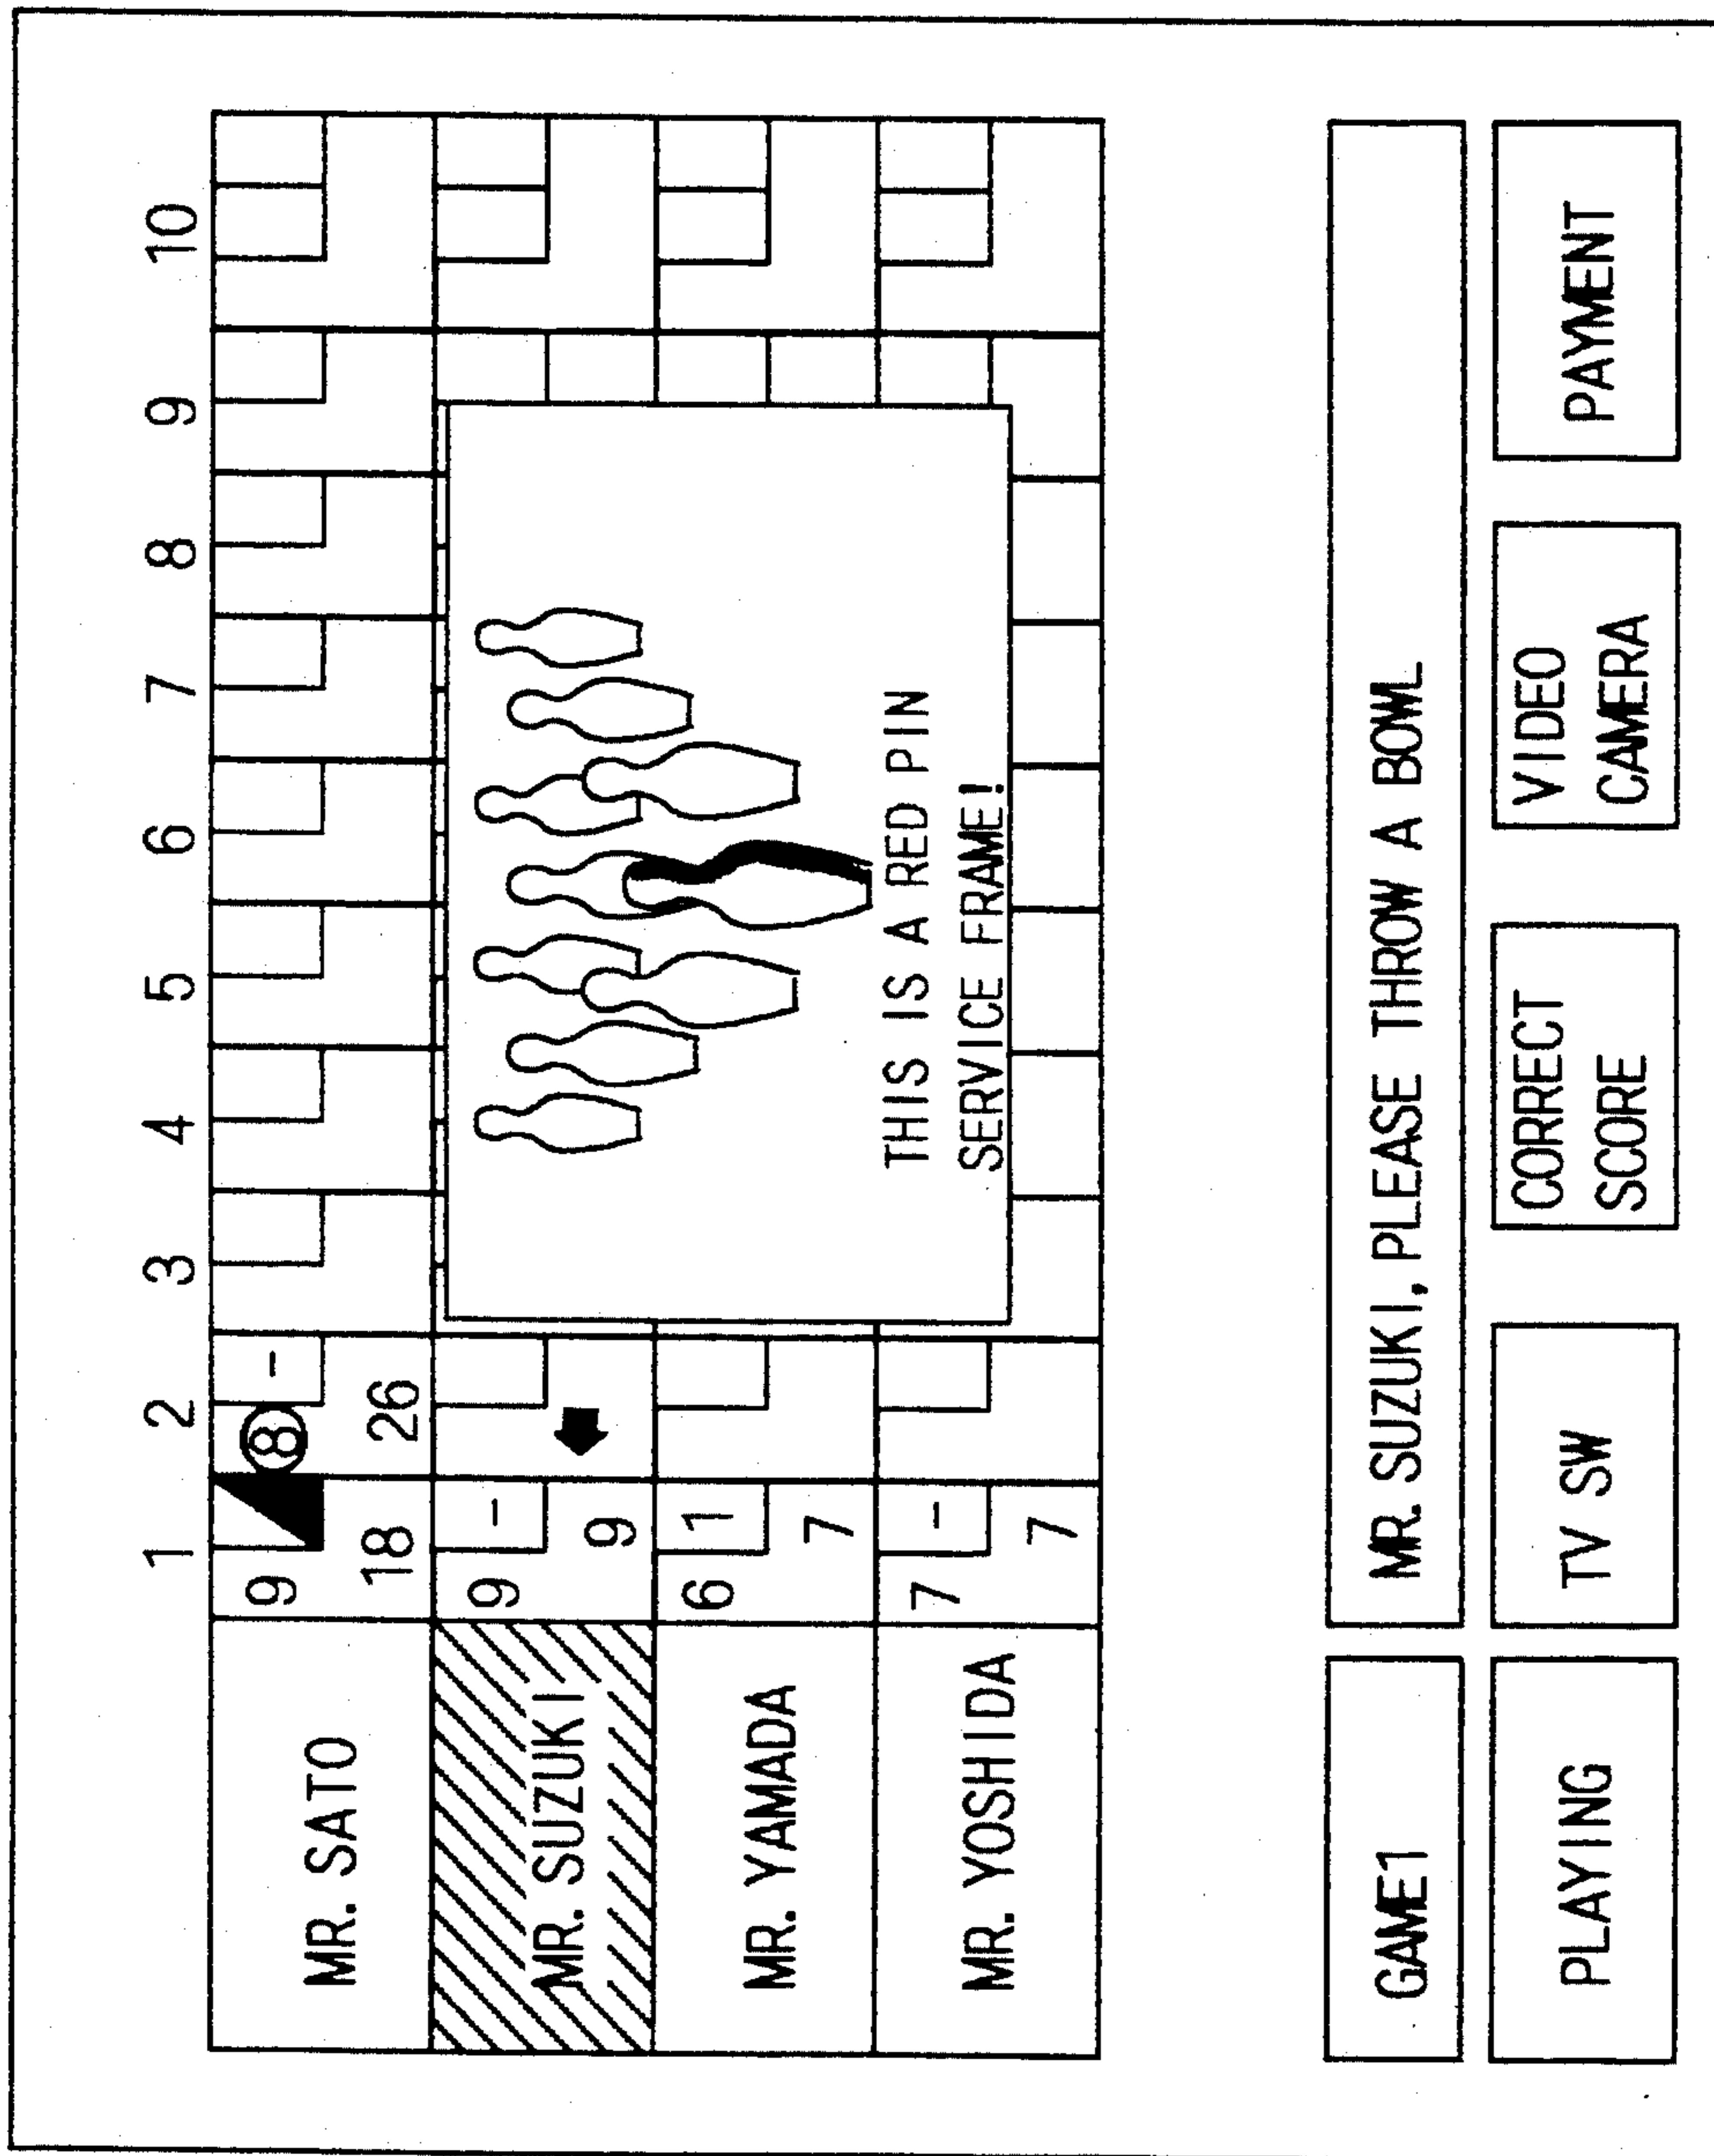 1 2 3 4 5 6 7 8 9 10
MR. SATO 9 8 -
18 26
MR. SUZUKI 9 -
9
MR. YAMADA 6 1
7
MR. YOSHIDA 7 -
7
THIS IS A RED PIN
SERVICE FRAME!
GAME1 MR. SUZUKI, PLEASE THROW A BOWL
PLAYING TV SW CORRECT SCORE VIDEO CAMERA PAYMENT